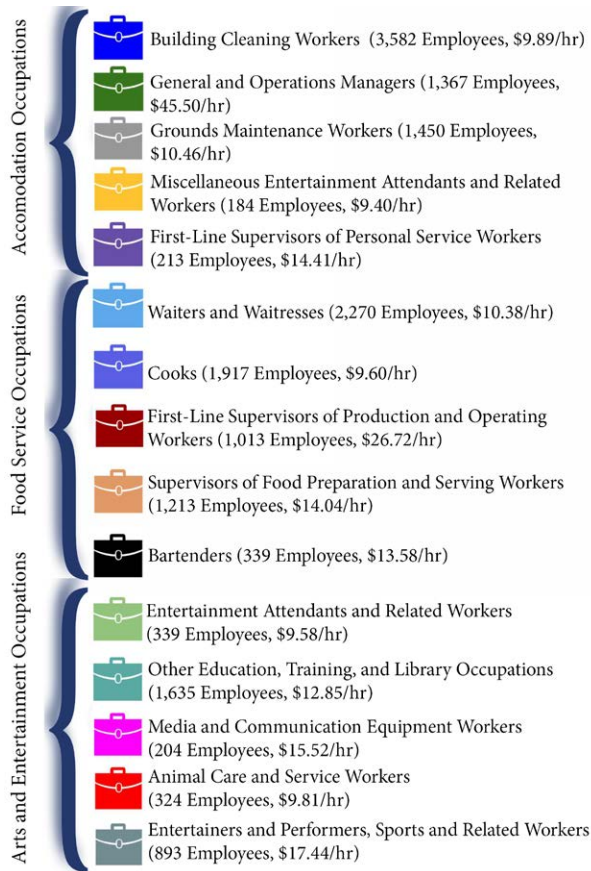 Accomodation Occupations
Building Cleaning Workers (3,582 Employees, $9.89/hr)
General and Operations Managers (1,367 Employees,
$45.50/hr)
Grounds Maintenance Workers (1,450 Employees,
$10.46/hr)
Miscellaneous Entertainment Attendants and Related
Workers (184 Employees, $9.40/hr)
First-Line Supervisors of Personal Service Workers
(213 Employees, $14.41/hr)
Food Service Occupations
Waiters and Waitresses (2,270 Employees, $10.38/hr)
Cooks (1,917 Employees, $9.60/hr)
First-Line Supervisors of Production and Operating
Workers (1,013 Employees, $26.72/hr)
Supervisors of Food Preparation and Serving Workers
(1,213 Employees, $14.04/hr)
Bartenders (339 Employees, $13.58/hr)
Arts and Entertainment Occupations
Entertainment Attendants and Related Workers
(339 Employees, $9.58/hr)
Other Education, Training, and Library Occupations
(1,635 Employees, $12.85/hr)
Media and Communication Equipment Workers
(204 Employees, $15.52/hr)
Animal Care and Service Workers
(324 Employees, $9.81/hr)
Entertainers and Performers, Sports and Related Workers
(893 Employees, $17.44/hr)